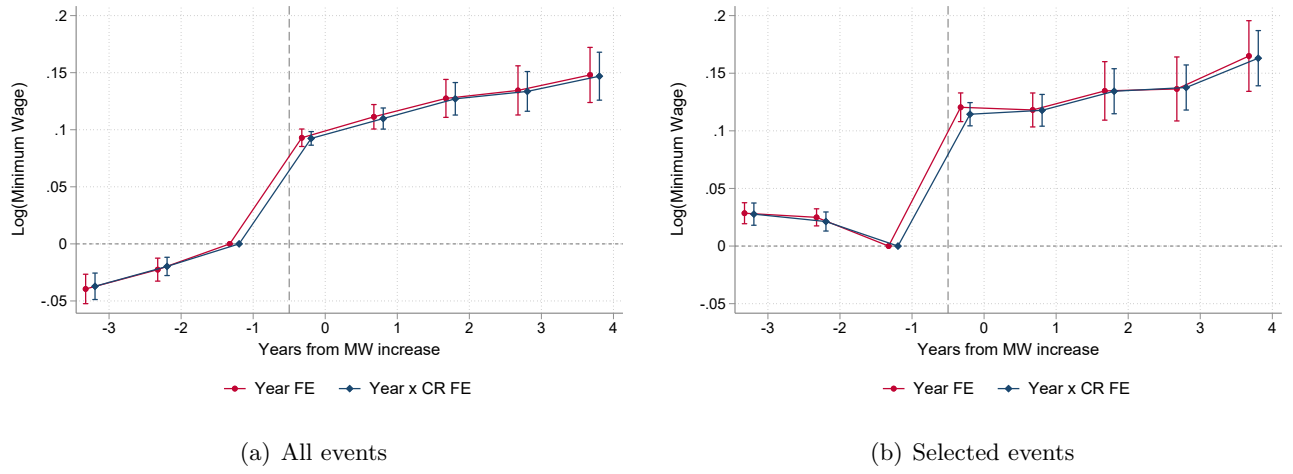 .2
.15
.1
.05
0
-.05
Log(Minimum Wage)
-3 -2 -1 0 1 2 3 4
Years from MW increase
Year FE Year x CR FE
(a) All events
.2
.15
.1
.05
0
-.05
Log(Minimum Wage)
-3 -2 -1 0 1 2 3 4
Years from MW increase
Year FE Year x CR FE
(b) Selected events